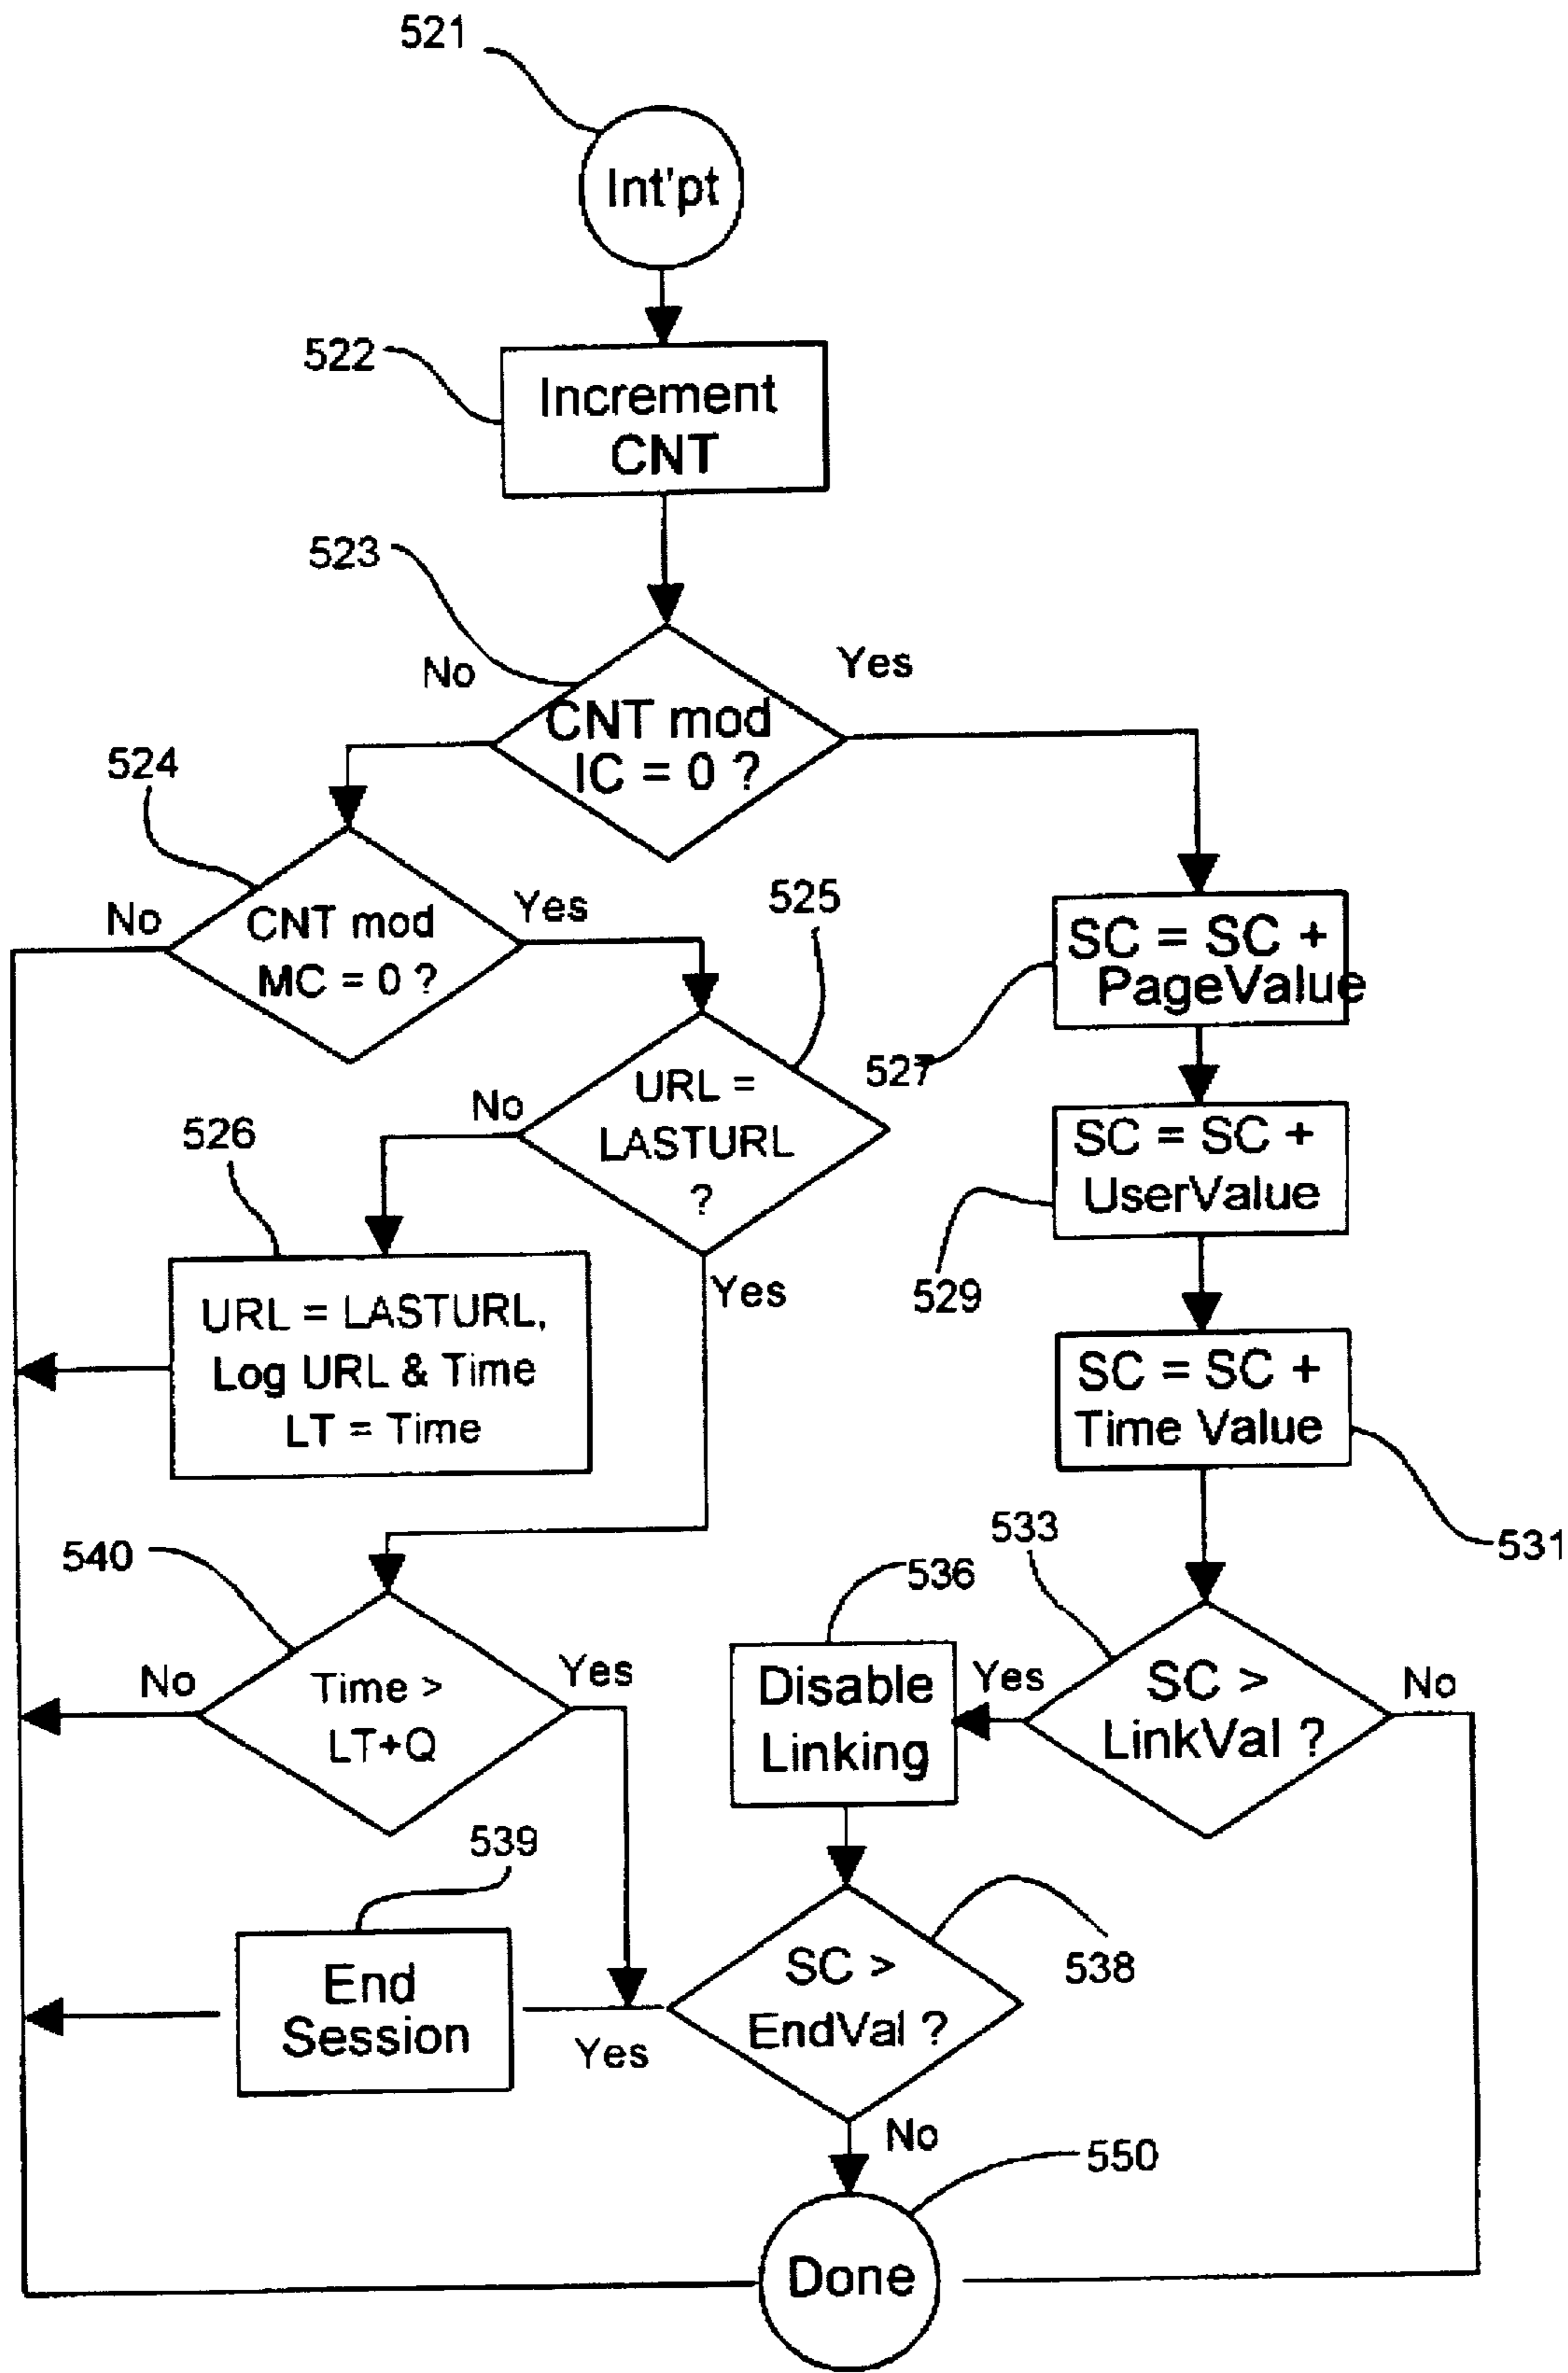 521
Int'pt
522
Increment
CNT
523
No
Yes
CNT mod
IC = 0 ?
524
No
Yes
CNT mod
MC = 0 ?
525
SC = SC +
PageValue
527
No
URL =
LASTURL
?
Yes
526
URL = LASTURL,
Log URL & Time
LT = Time
SC = SC +
UserValue
529
SC = SC +
Time Value
531
540
No
Yes
Time >
LT+Q
536
Disable
Linking
533
Yes
No
SC >
LinkVal ?
539
End
Session
Yes
SC >
EndVal ?
538
No
550
Done